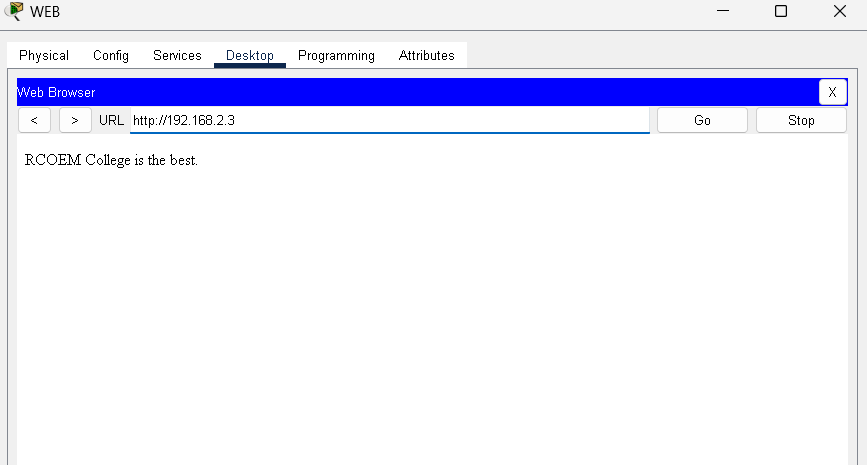 WEB
Physical Config Services Desktop Programming Attributes
Web Browser X
< > URL http://192.168.2.3 Go Stop
RCOEM College is the best.